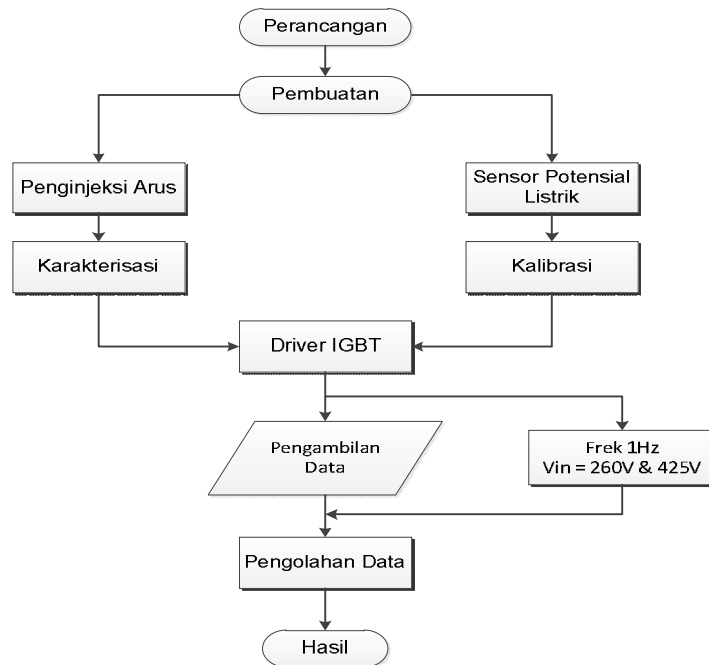 Perancangan
Pembuatan
Penginjeksi Arus
Sensor Potensial
Listrik
Karakterisasi
Kalibrasi
Driver IGBT
Pengambilan
Data
Frek 1Hz
Vin = 260V & 425V
Pengolahan Data
Hasil